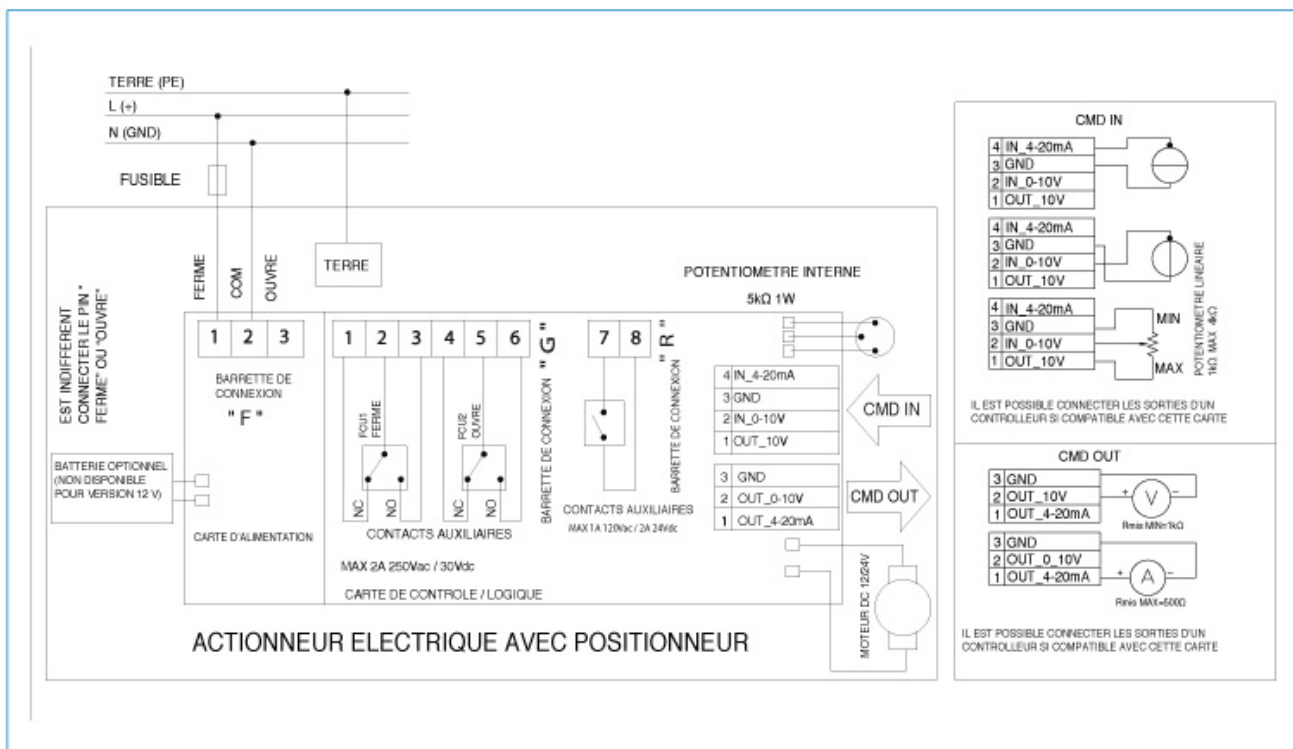 TERRE (PE)
L (+)
N (GND)
FUSIBLE
FERME
COM
OUVRE
TERRE
EST INDIFFERENT
CONNECTER LE PIN "
FERME" OU "OUVRE"
1 2 3
BARRETTE DE
CONNEXION
" F "
BATTERIE OPTIONNEL
(NON DISPONIBLE
POUR VERSION 12 V)
CARTE D'ALIMENTATION
1 2 3 4 5 6
FCU1
FERME
FCU2
OUVRE
NC
NO
NC
NO
CONTACTS AUXILIAIRES
MAX 2A 250Vac / 30Vdc
CARTE DE CONTROLE / LOGIQUE
BARRETTE DE CONNEXION " G "
7 8
BARRETTE DE CONNEXION " R "
CONTACTS AUXILIAIRES
MAX 1A 120Vac / 2A 24Vdc
POTENTIOMETRE INTERNE
5kΩ 1W
4 IN_4-20mA
3 GND
2 IN_0-10V
1 OUT_10V
CMD IN
3 GND
2 OUT_0-10V
1 OUT_4-20mA
CMD OUT
MOTEUR DC 12/24V
ACTIONNEUR ELECTRIQUE AVEC POSITIONNEUR
CMD IN
4 IN_4-20mA
3 GND
2 IN_0-10V
1 OUT_10V
4 IN_4-20mA
3 GND
2 IN_0-10V
1 OUT_10V
4 IN_4-20mA
3 GND
2 IN_0-10V
1 OUT_10V
MIN
MAX
POTENTIOMETRE LINEAIRE
1kΩ MAX 4kΩ
IL EST POSSIBLE CONNECTER LES SORTIES D'UN
CONTROLLEUR SI COMPATIBLE AVEC CETTE CARTE
CMD OUT
3 GND
2 OUT_10V
1 OUT_4-20mA
+ V -
Rmis MIN=1kΩ
3 GND
2 OUT_0_10V
1 OUT_4-20mA
+ A -
Rmis MAX=500Ω
IL EST POSSIBLE CONNECTER LES SORTIES D'UN
CONTROLLEUR SI COMPATIBLE AVEC CETTE CARTE